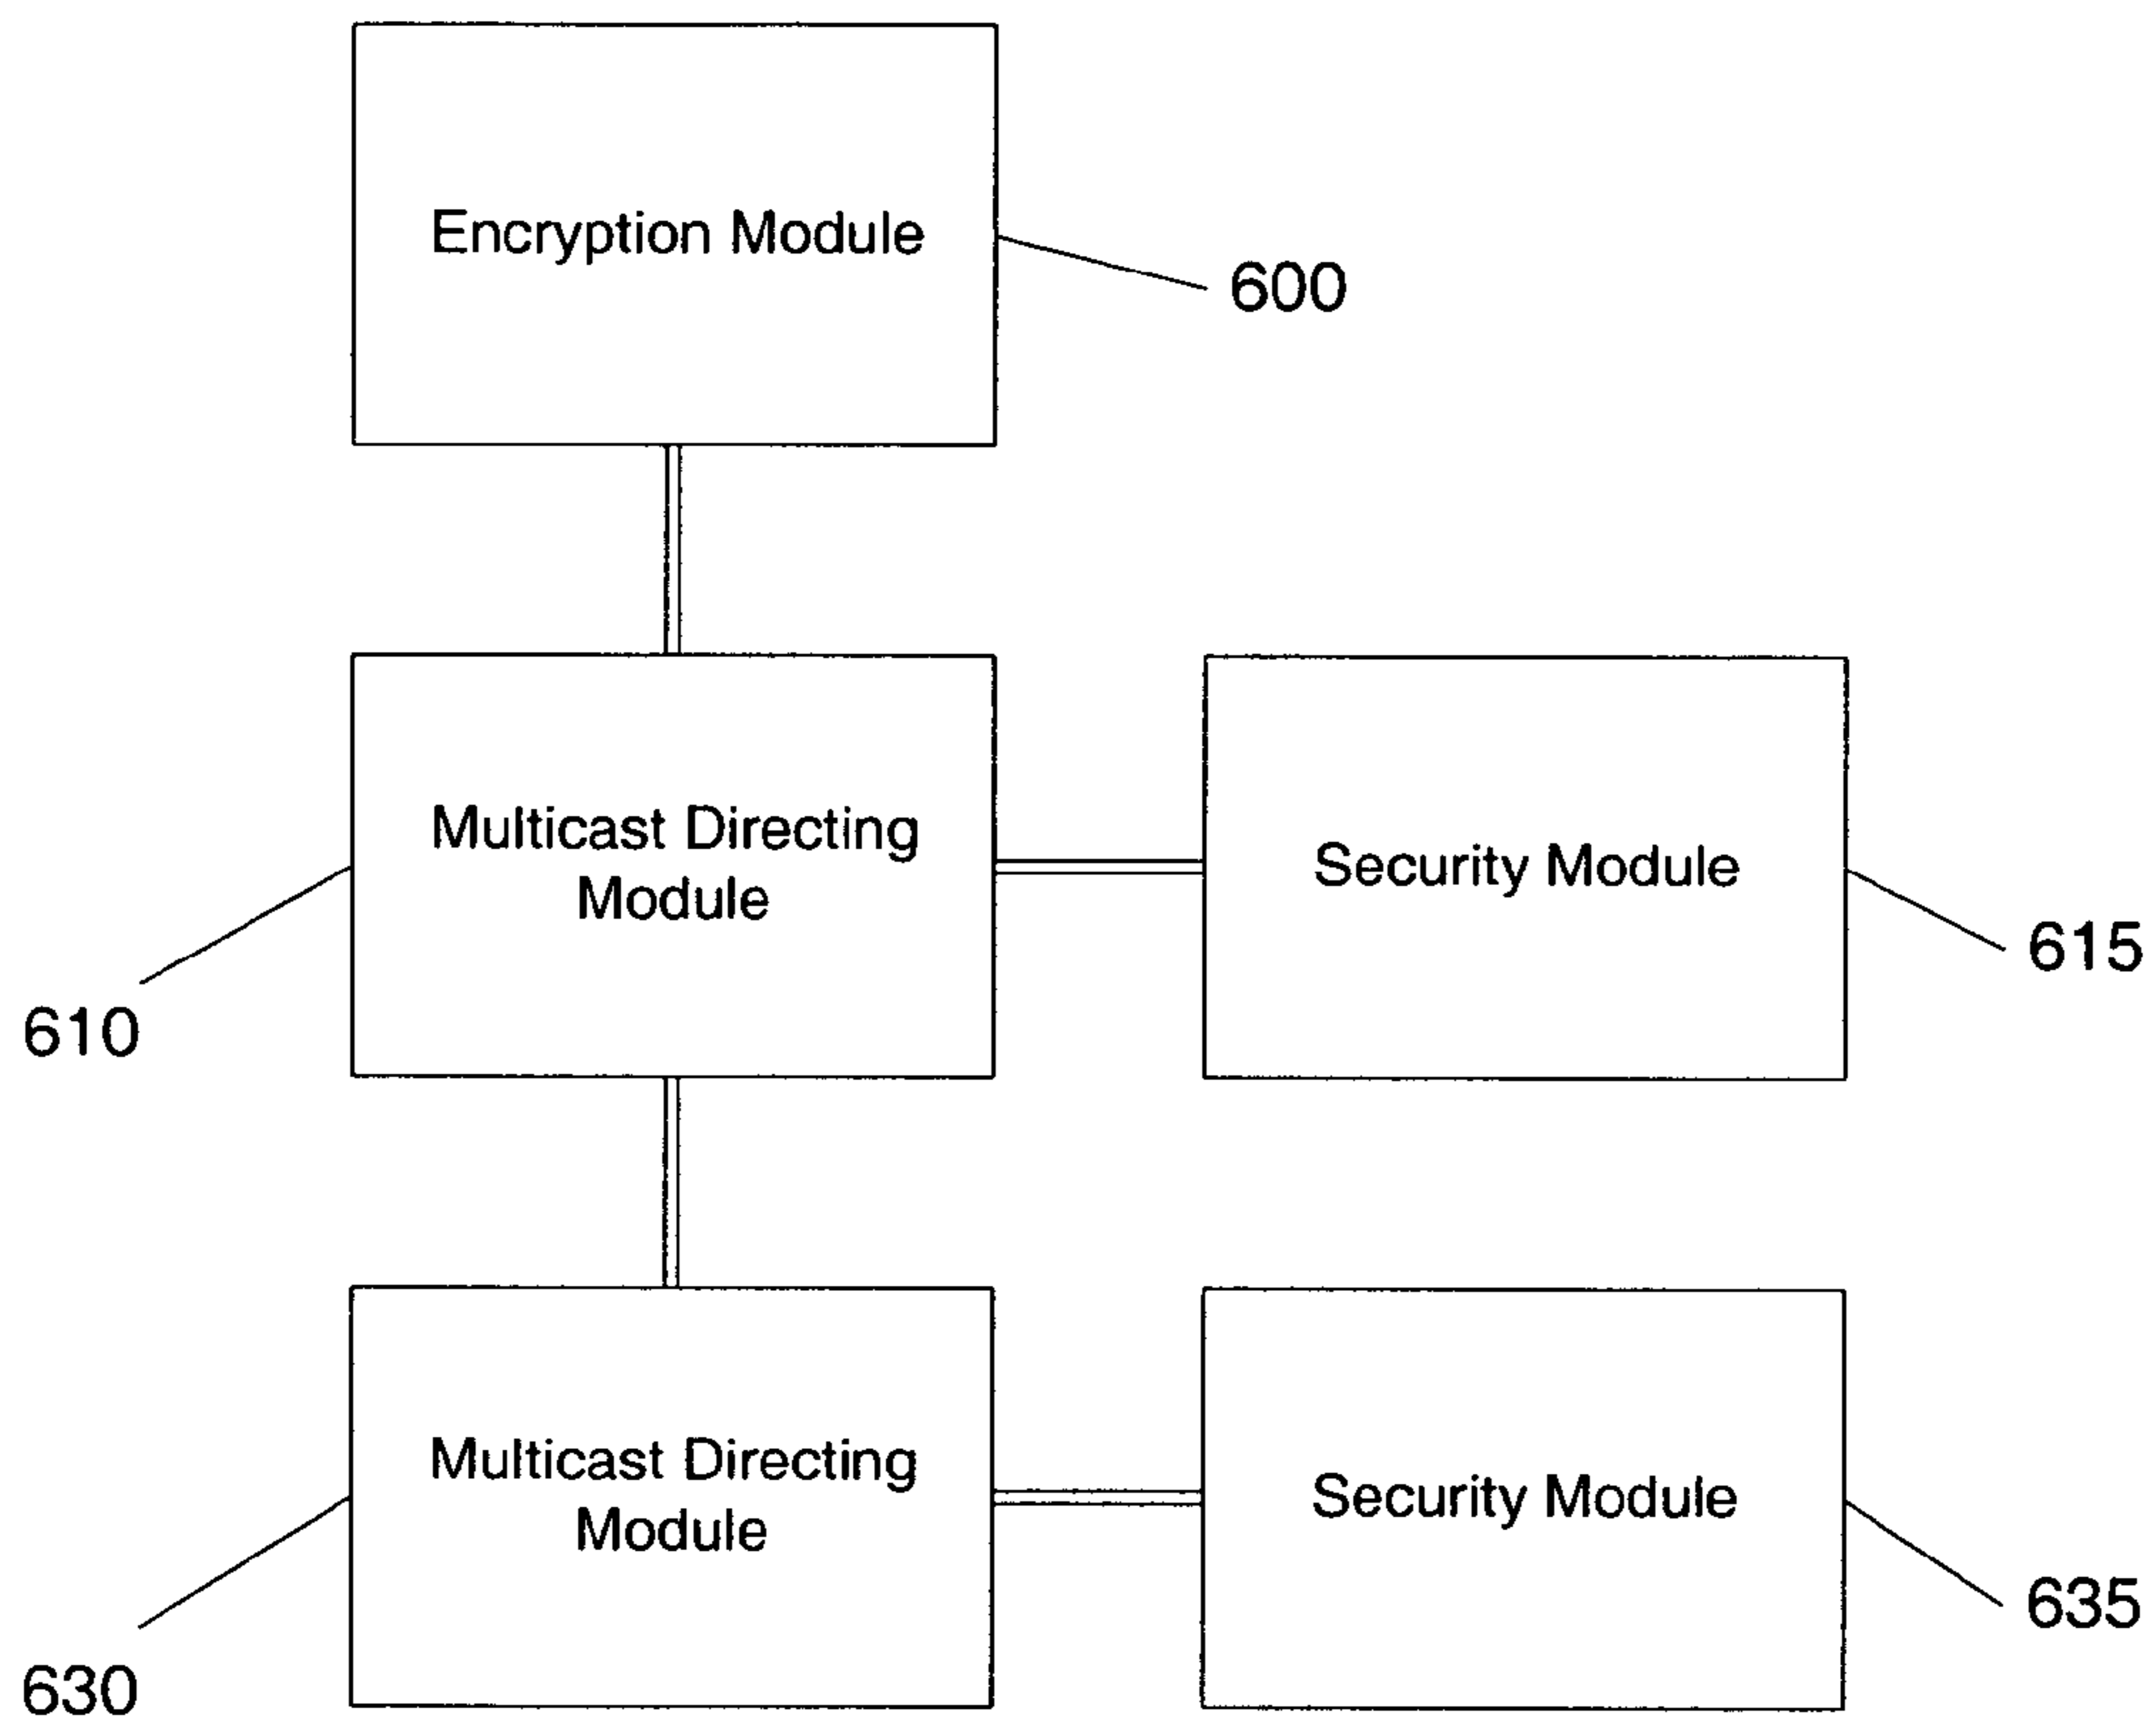 Encryption Module
600
Multicast Directing
Module
Security Module
615
610
Multicast Directing
Module
Security Module
635
630